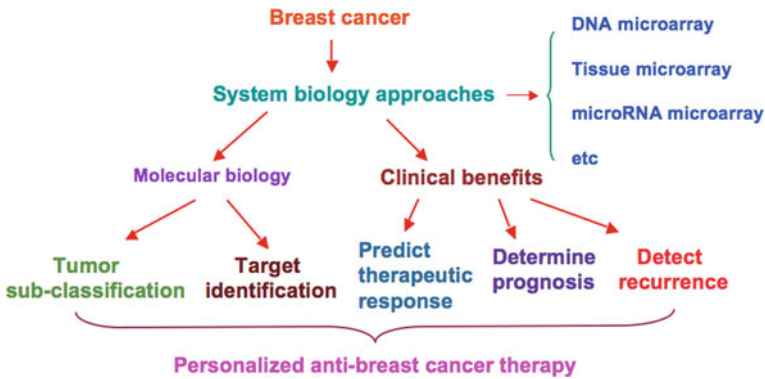 Breast cancer
System biology approaches
DNA microarray
Tissue microarray
microRNA microarray
etc
Molecular biology
Clinical benefits
Tumor
sub-classification
Target
identification
Predict
therapeutic
response
Determine
prognosis
Detect
recurrence
Personalized anti-breast cancer therapy